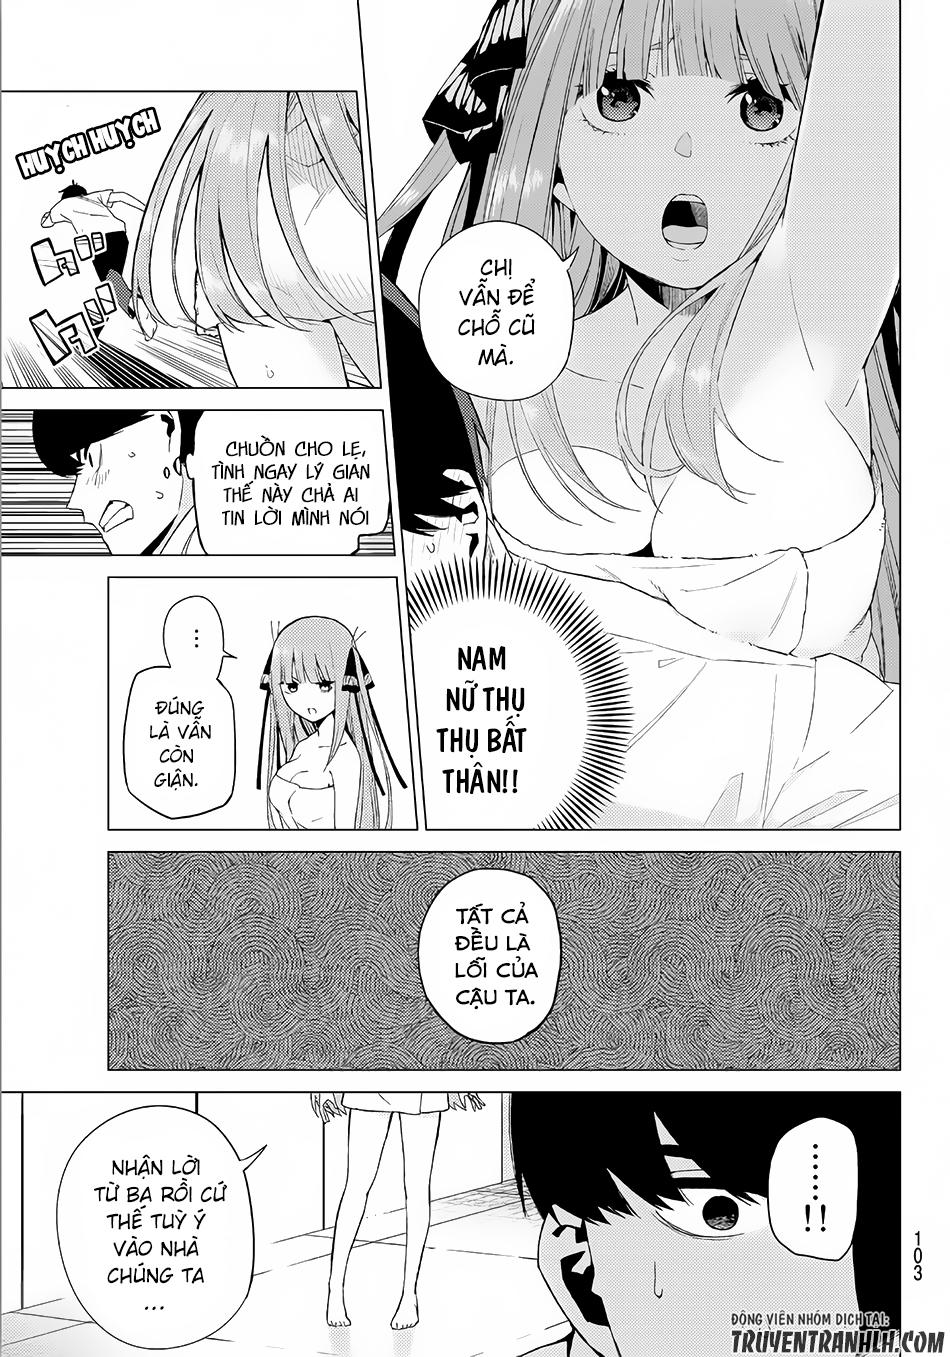 CHỊ
VẪN ĐỂ
CHỖ CŨ
MÀ.
NAM
NỮ THỤ
THỤ BẤT
THÂN!!
HUỴCH HUỴCH
CHUỒN CHO LẸ,
TÌNH NGAY LÝ GIAN
THẾ NÀY CHẢ AI
TIN LỜI MÌNH NÓI
...
ĐÚNG
LÀ VẪN
CÒN
GIẬN.
TẤT CẢ
ĐỀU LÀ
LỖI CỦA
CẬU TA.
......!!
NHẬN LỜI
TỪ BA RỒI CỨ
THẾ TUỲ Ý
VÀO NHÀ
CHÚNG TA
...
103
ĐỘNG VIÊN NHÓM DỊCH TẠI:
TRUYENTRANHLH.COM